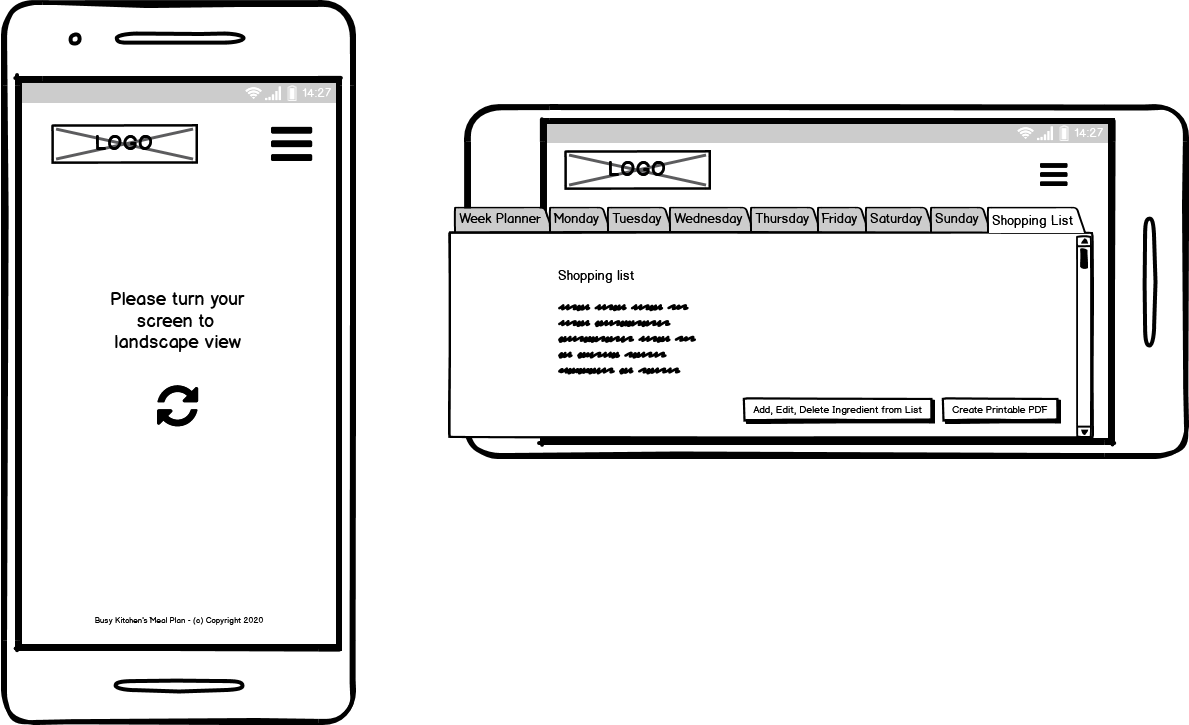 14:27
LOGO
Please turn your
screen to
landscape view
Busy Kitchen's Meal Plan - (c) Copyright 2020
14:27
LOGO
Week Planner Monday Tuesday Wednesday Thursday Friday Saturday Sunday Shopping List
Shopping list
Add, Edit, Delete Ingredient from List Create Printable PDF